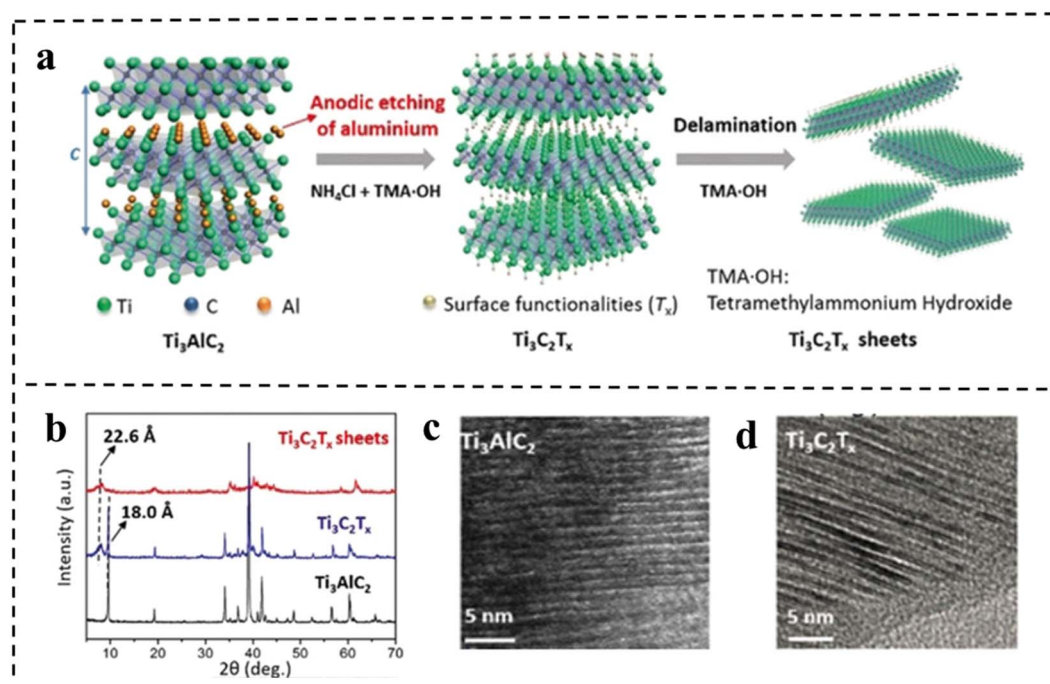 a
Anodic etching
of aluminium
c
NH₄Cl + TMA·OH
Delamination
TMA·OH
Ti
C
Al
Surface functionalities (Tₓ)
TMA·OH:
Tetramethylammonium Hydroxide
Ti₃AlC₂
Ti₃C₂Tₓ
Ti₃C₂Tₓ sheets
b
22.6 Å
18.0 Å
Ti₃C₂Tₓ sheets
Ti₃C₂Tₓ
Ti₃AlC₂
Intensity (a.u.)
10 20 30 40 50 60 70
2θ (deg.)
c
Ti₃AlC₂
5 nm
d
Ti₃C₂Tₓ
5 nm